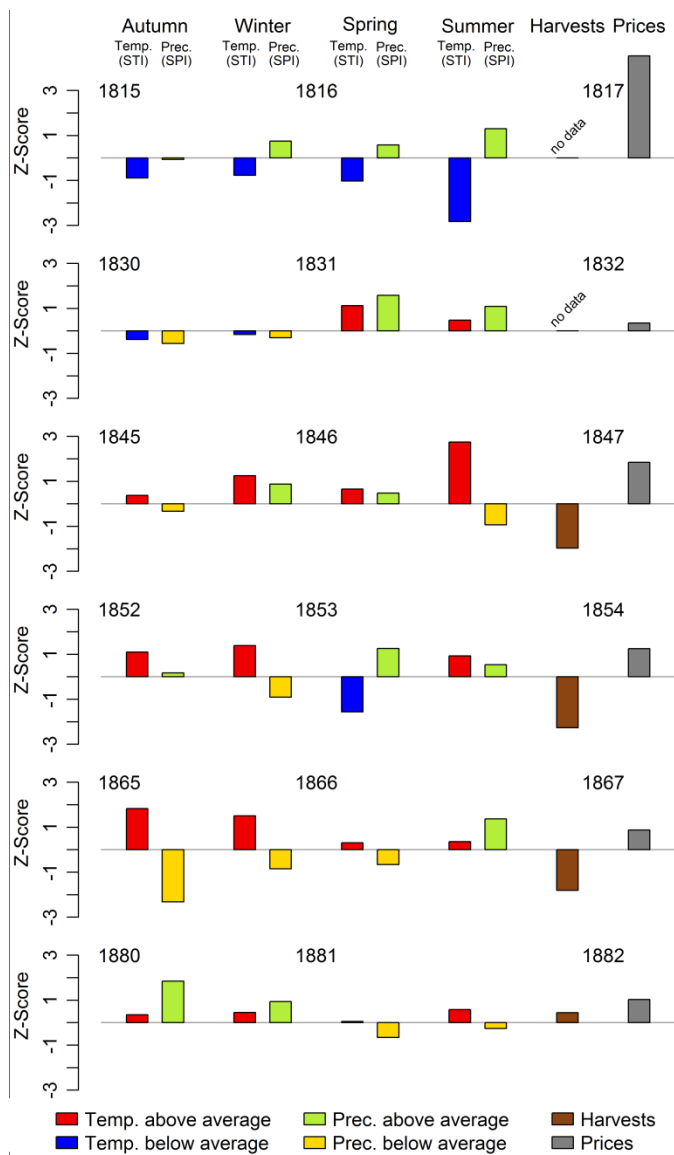 Autumn Winter Spring Summer Harvests Prices
Temp. Prec. Temp. Prec. Temp. Prec. Temp. Prec.
(STI) (SPI) (STI) (SPI) (STI) (SPI) (STI) (SPI)
1815 1816 1817
Z-Score
3
1
-1
-3
no data
1830 1831 1832
Z-Score
3
1
-1
-3
no data
1845 1846 1847
Z-Score
3
1
-1
-3
1852 1853 1854
Z-Score
3
1
-1
-3
1865 1866 1867
Z-Score
3
1
-1
-3
1880 1881 1882
Z-Score
3
1
-1
-3
Temp. above average Prec. above average Harvests
Temp. below average Prec. below average Prices